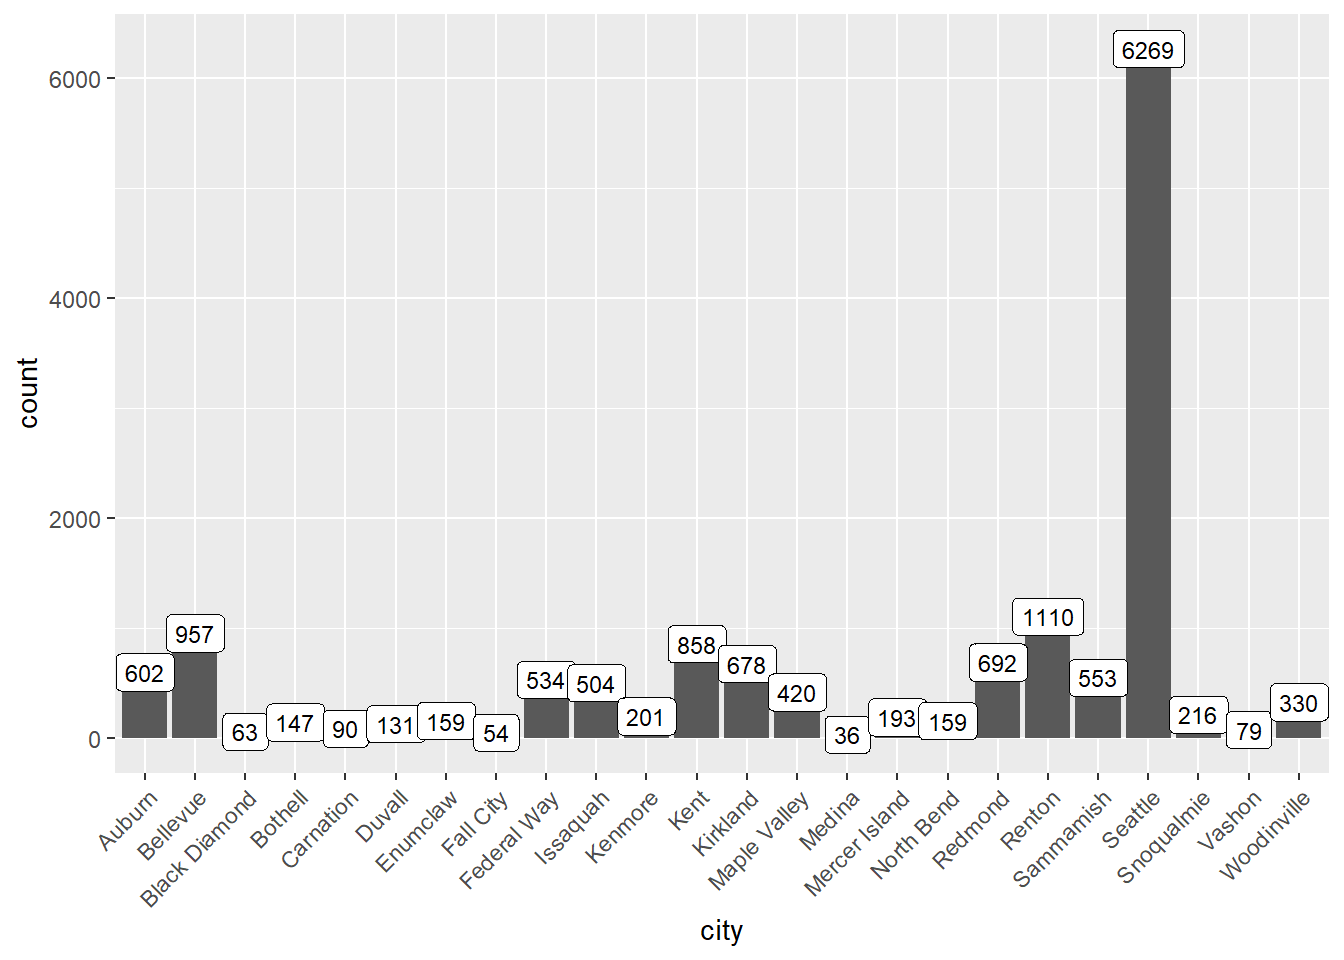 6000
4000
2000
0
count
602
957
63
147
90
131
159
54
534
504
201
858
678
420
36
193
159
692
1110
553
6269
216
79
330
Auburn
Bellevue
Black Diamond
Bothell
Carnation
Duvall
Enumclaw
Fall City
Federal Way
Issaquah
Kenmore
Kent
Kirkland
Maple Valley
Medina
Mercer Island
North Bend
Redmond
Renton
Sammamish
Seattle
Snoqualmie
Vashon
Woodinville
city